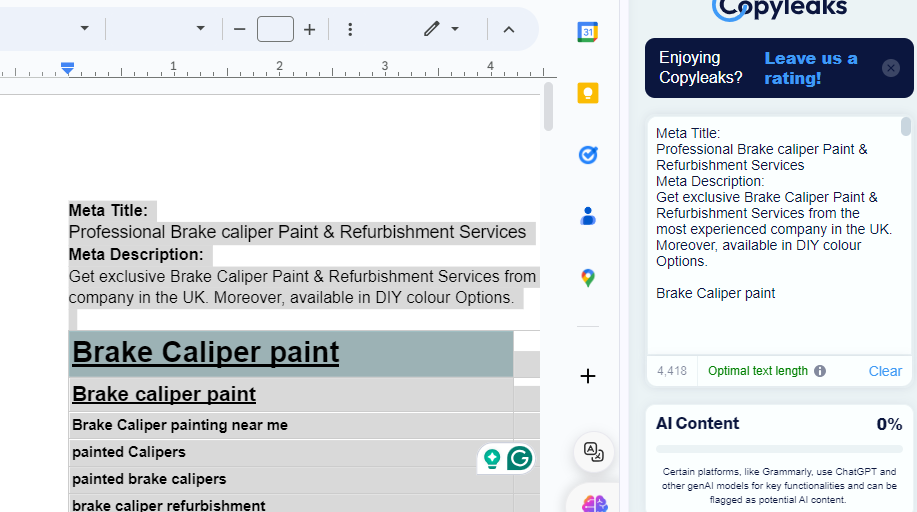 Copyleaks
Enjoying
Copyleaks?
Leave us a
rating!
1
2
3
4
31
Meta Title:
Professional Brake caliper Paint & Refurbishment Services
Meta Description:
Get exclusive Brake Caliper Paint & Refurbishment Services from
company in the UK. Moreover, available in DIY colour Options.
Brake Caliper paint
Brake caliper paint
Brake Caliper painting near me
painted Calipers
painted brake calipers
brake caliper refurbishment
Meta Title:
Professional Brake caliper Paint &
Refurbishment Services
Meta Description:
Get exclusive Brake Caliper Paint &
Refurbishment Services from the
most experienced company in the UK.
Moreover, available in DIY colour
Options.
Brake Caliper paint
4,418
Optimal text length
Clear
AI Content
0%
Certain platforms, like Grammarly, use ChatGPT and
other genAI models for key functionalities and can be
flagged as potential AI content.